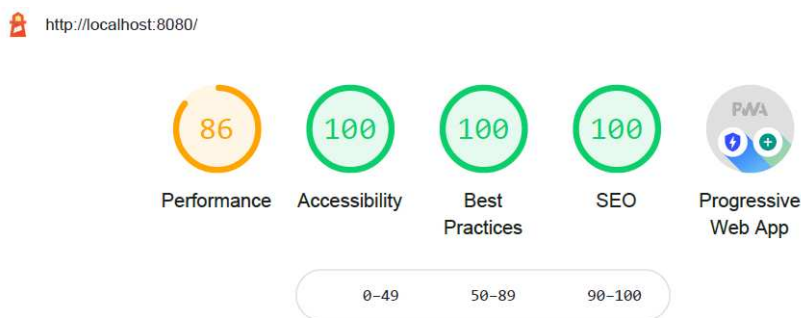 http://localhost:8080/
PWA
86 100 100 100
Performance Accessibility Best Practices SEO Progressive Web App
0–49 50–89 90–100